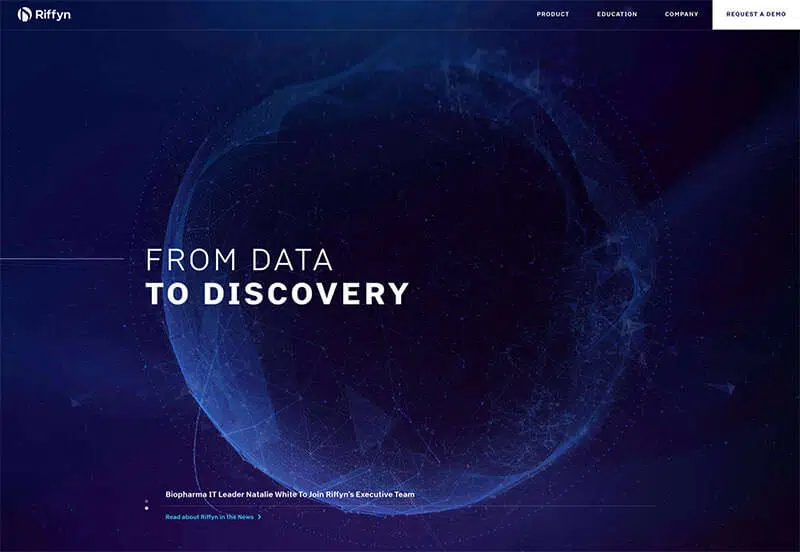 Riffyn
PRODUCT
EDUCATION
COMPANY
REQUEST A DEMO
FROM DATA
TO DISCOVERY
Biopharma IT Leader Natalie White To Join Riffyn's Executive Team
Read about Riffyn in the News >